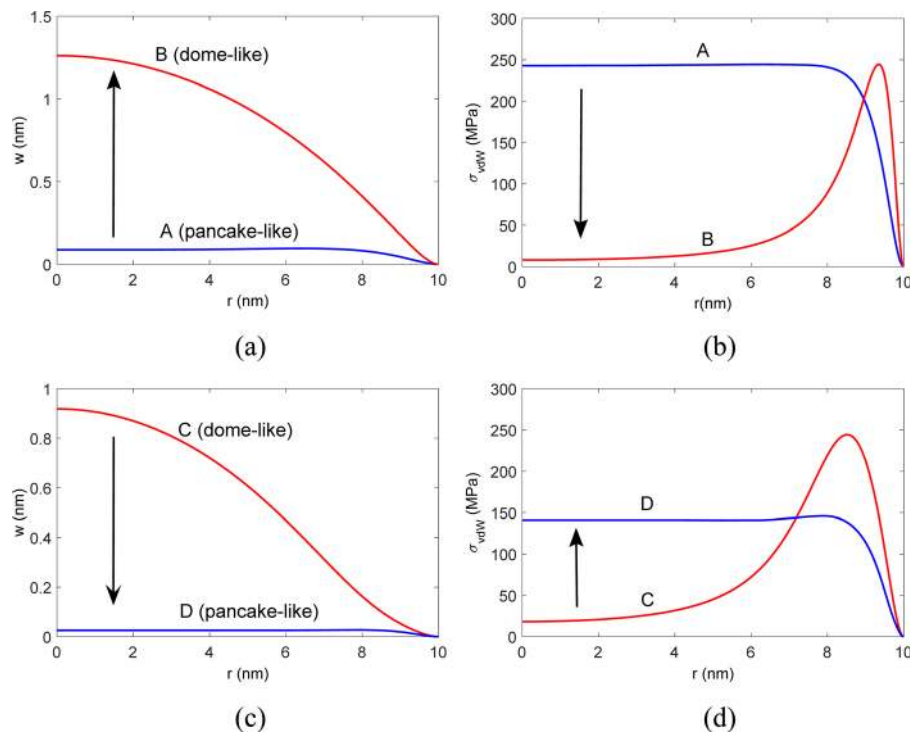 1.5
1
0.5
0
w (nm)
B (dome-like)
A (pancake-like)
0 2 4 6 8 10
r (nm)
(a)
300
250
200
150
100
50
0
σvdW (MPa)
A
B
0 2 4 6 8 10
r(nm)
(b)
1
0.8
0.6
0.4
0.2
0
w (nm)
C (dome-like)
D (pancake-like)
0 2 4 6 8 10
r (nm)
(c)
300
250
200
150
100
50
0
σvdW (MPa)
D
C
0 2 4 6 8 10
r (nm)
(d)